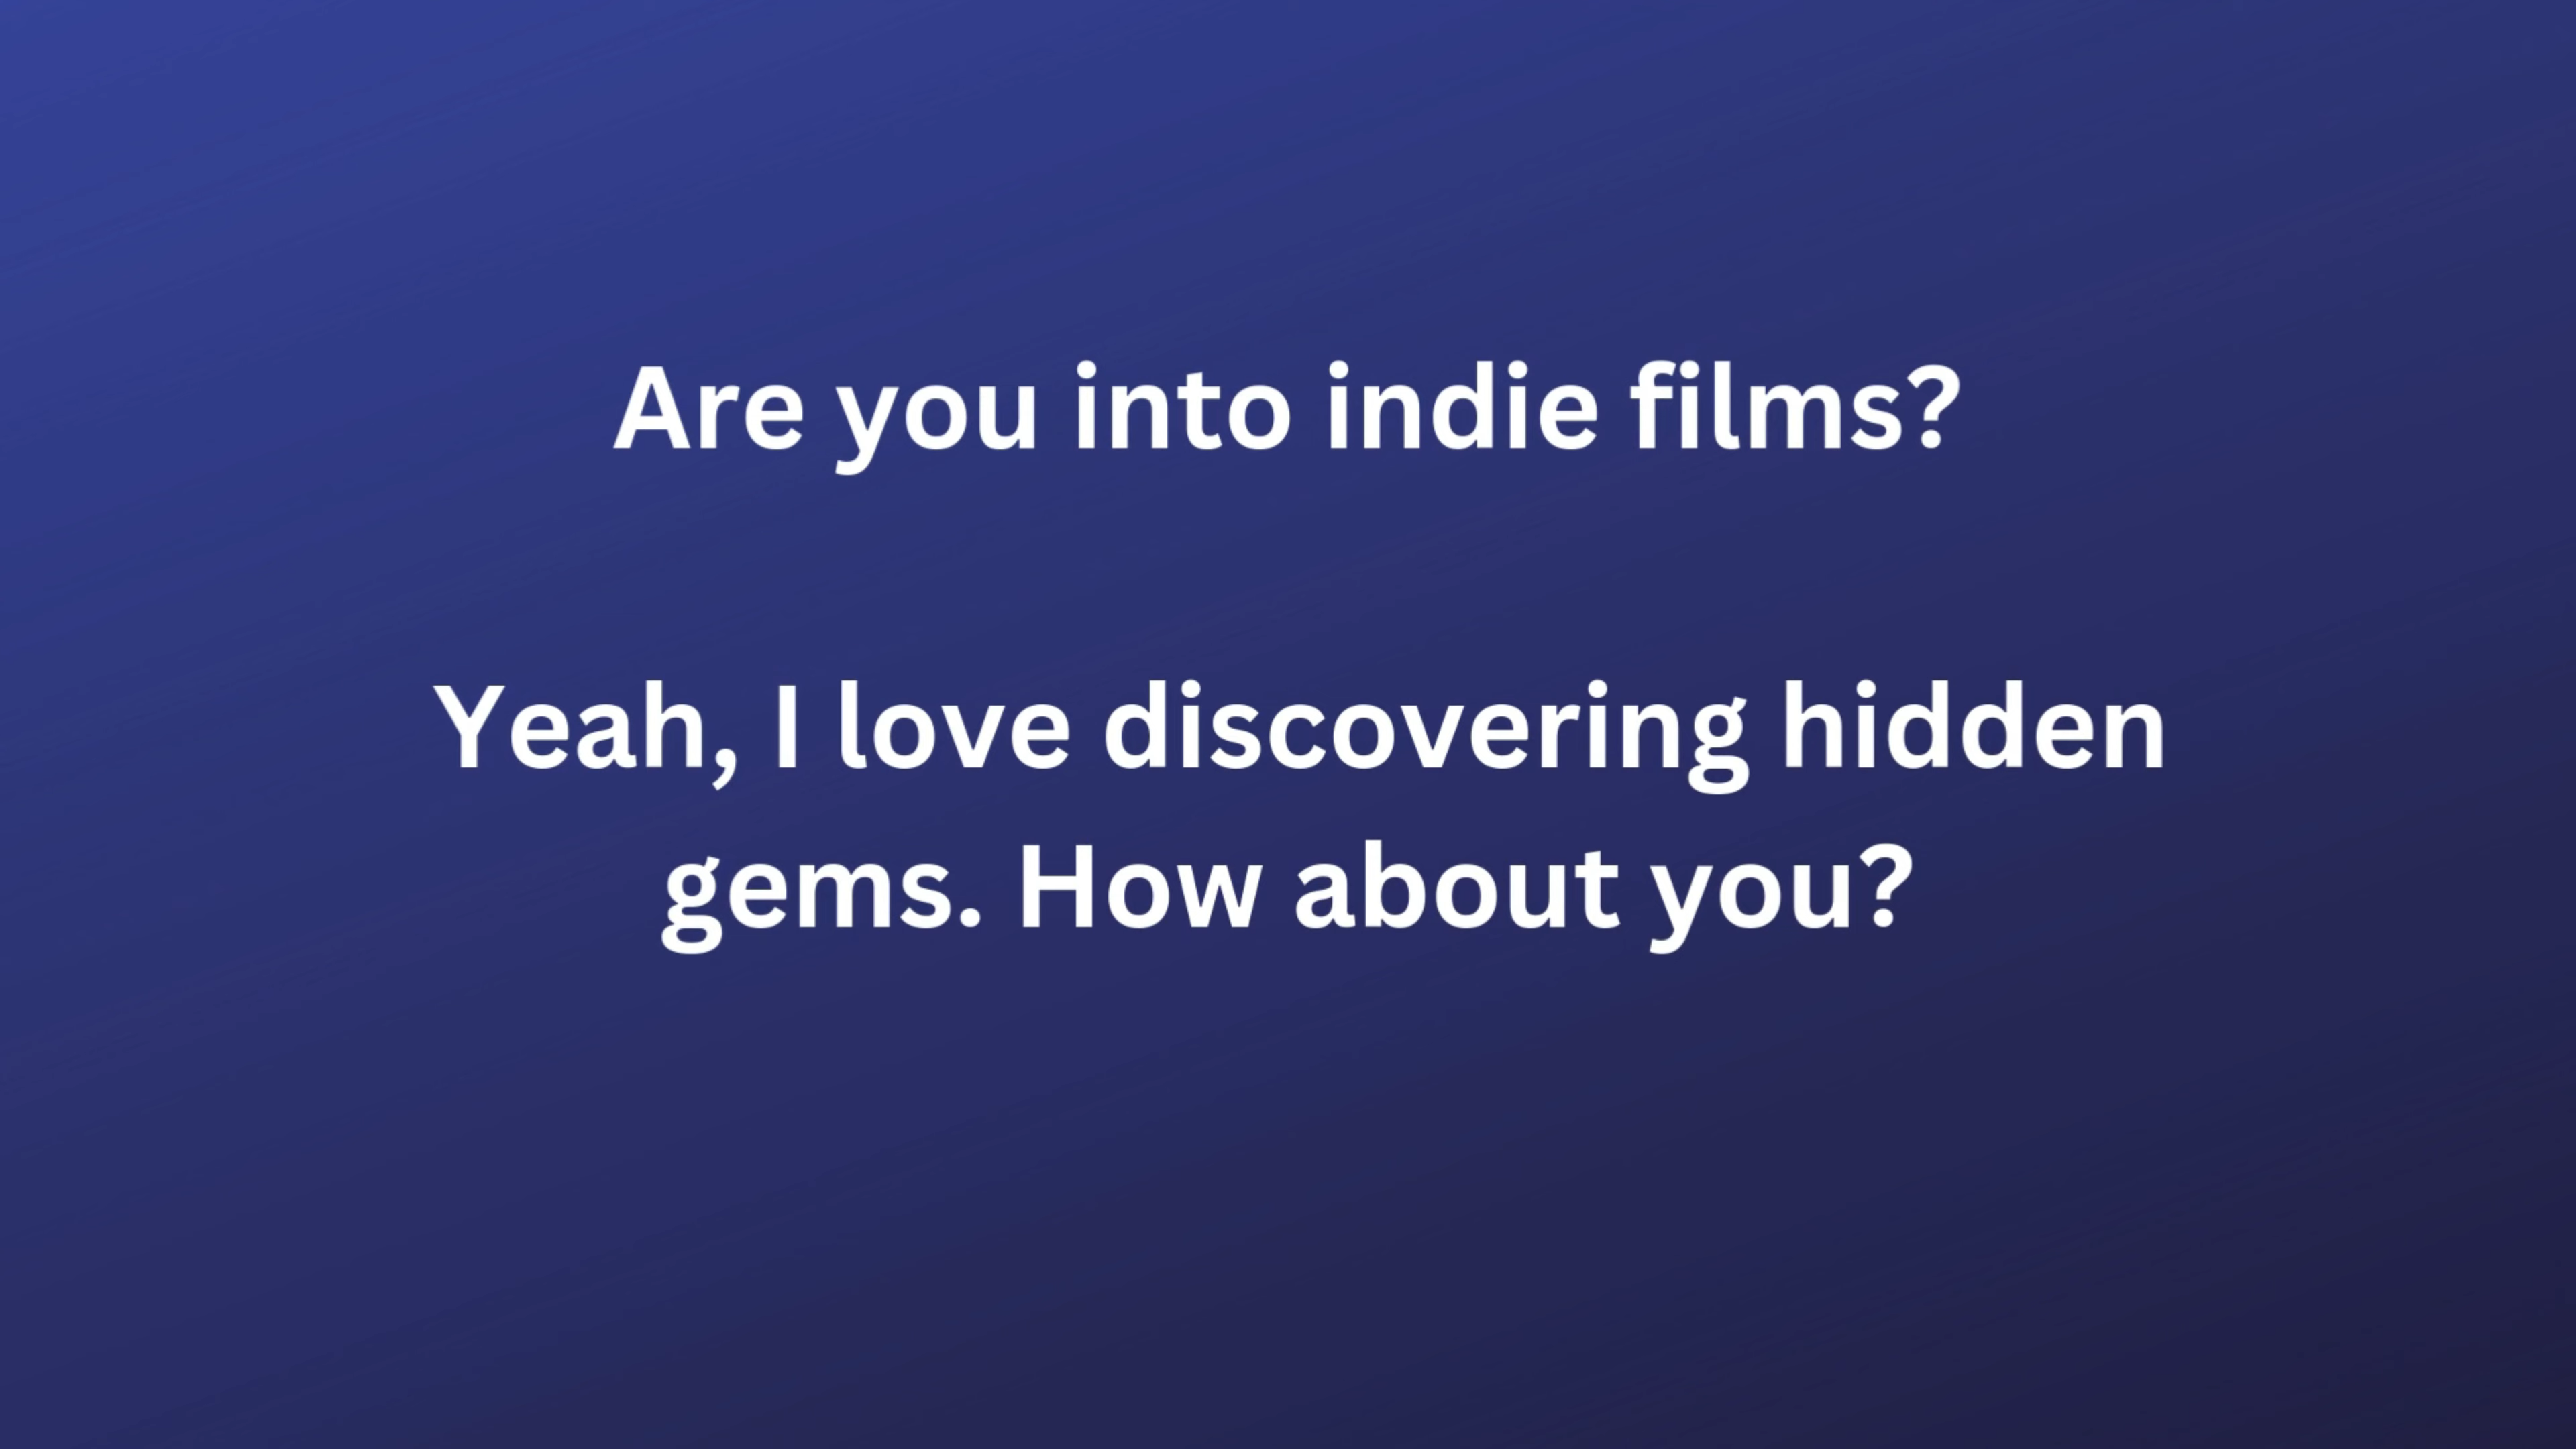 Are you into indie films?
Yeah, I love discovering hidden
gems. How about you?